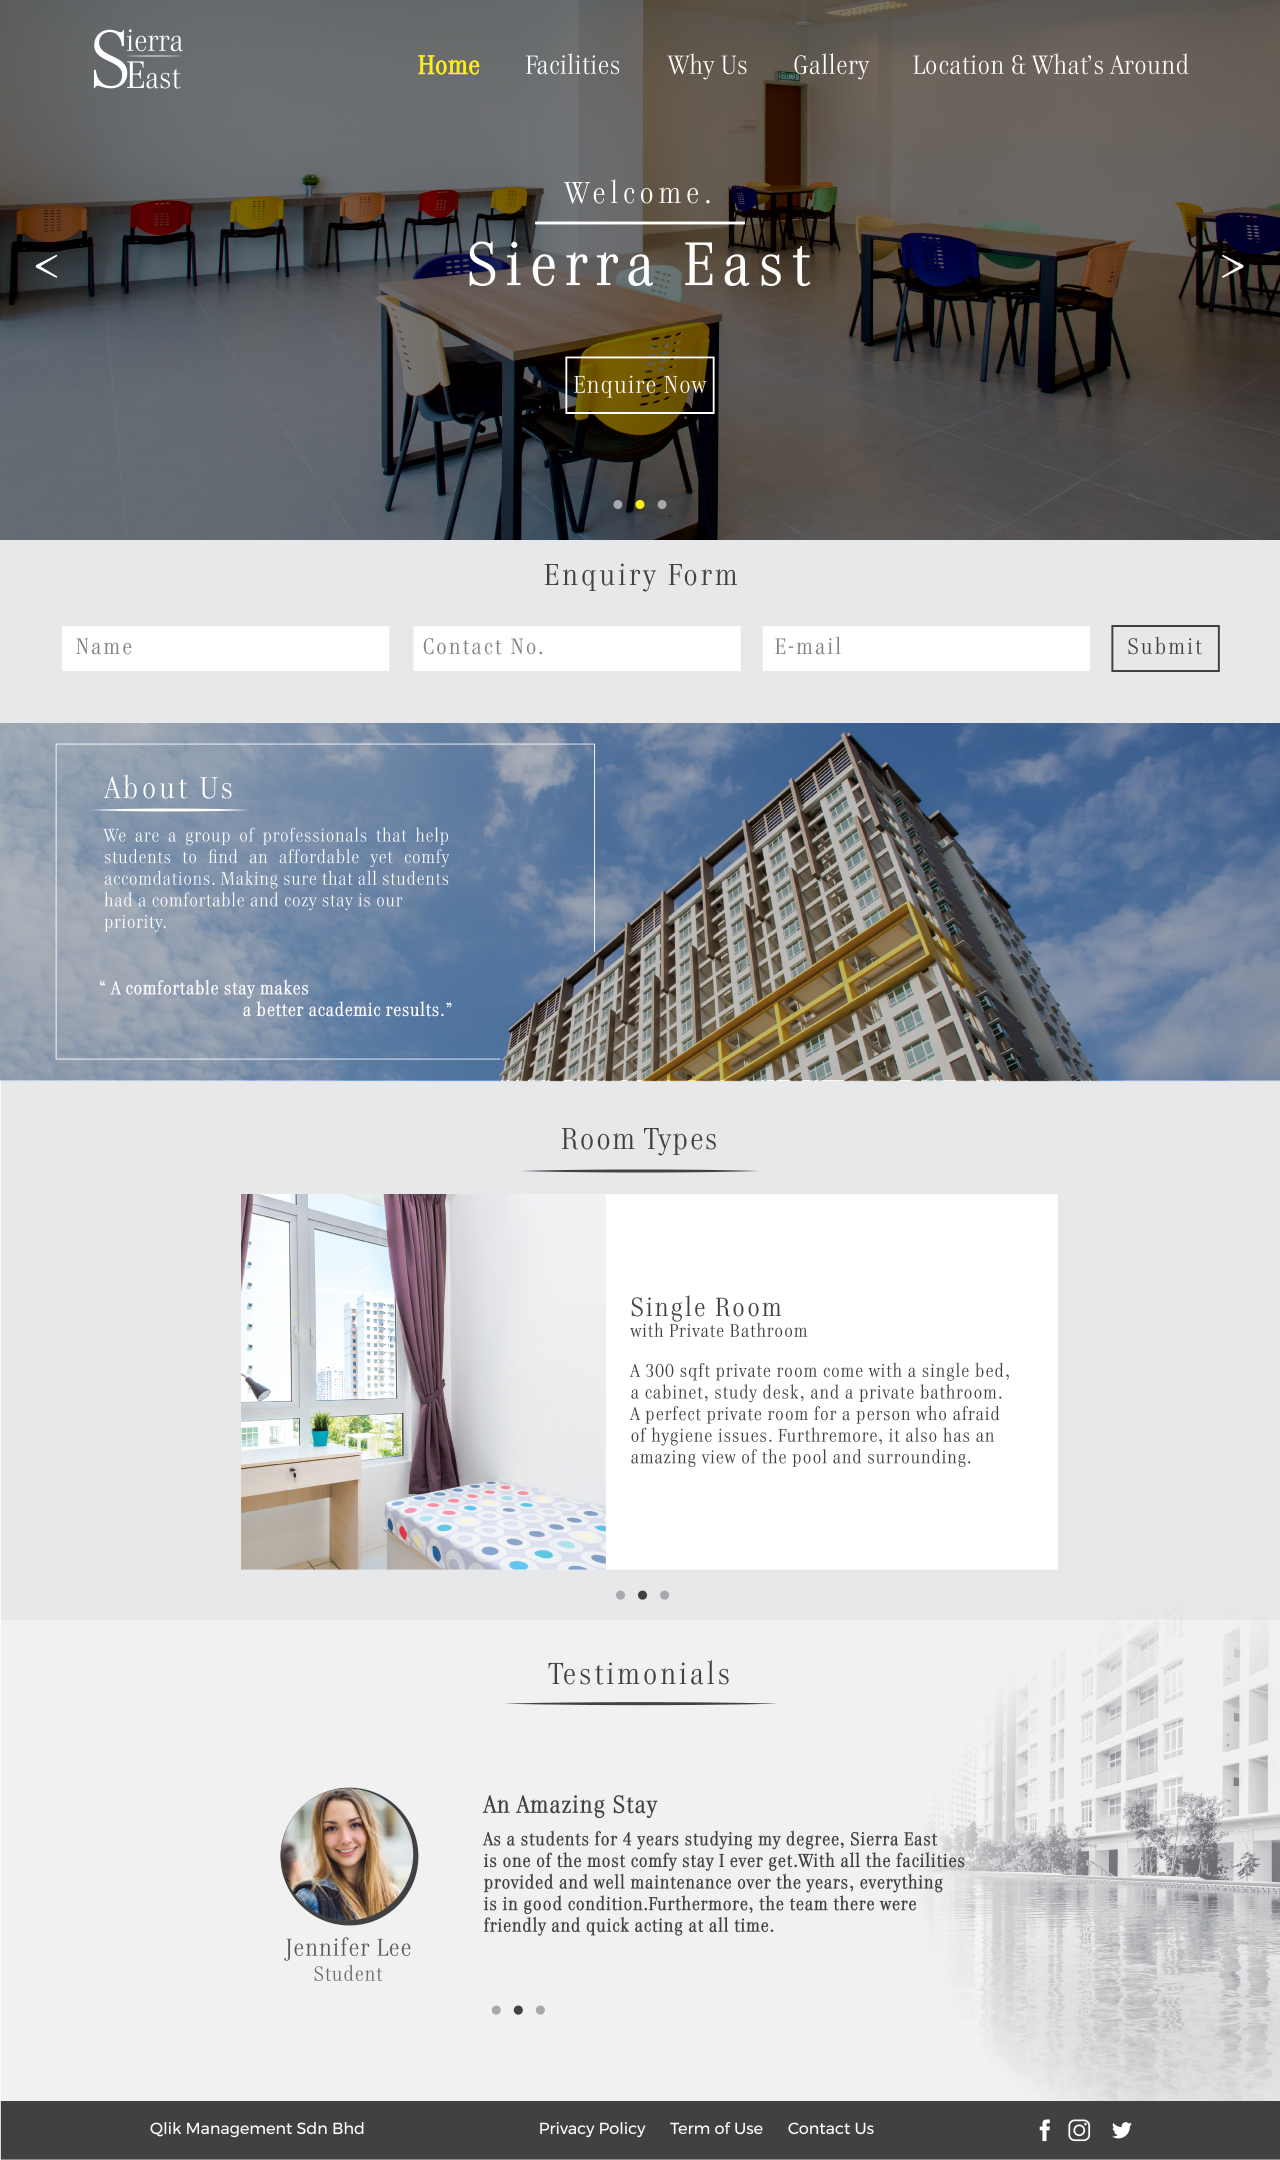 Sierra
East
Home Facilities Why Us Gallery Location & What's Around
Welcome.
Sierra East
< >
Enquire Now
Enquiry Form
Name Contact No. E-mail Submit
About Us
We are a group of professionals that help
students to find an affordable yet comfy
accomdations. Making sure that all students
had a comfortable and cozy stay is our
priority.
“ A comfortable stay makes
a better academic results.”
Room Types
Single Room
with Private Bathroom
A 300 sqft private room come with a single bed,
a cabinet, study desk, and a private bathroom.
A perfect private room for a person who afraid
of hygiene issues. Furthremore, it also has an
amazing view of the pool and surrounding.
Testimonials
An Amazing Stay
As a students for 4 years studying my degree, Sierra East
is one of the most comfy stay I ever get.With all the facilities
provided and well maintenance over the years, everything
is in good condition.Furthermore, the team there were
friendly and quick acting at all time.
Jennifer Lee
Student
Qlik Management Sdn Bhd Privacy Policy Term of Use Contact Us